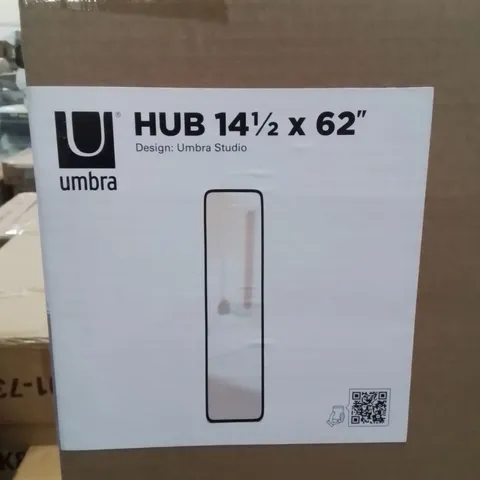 HUB 14½ x 62"
Design: Umbra Studio
U®
umbra